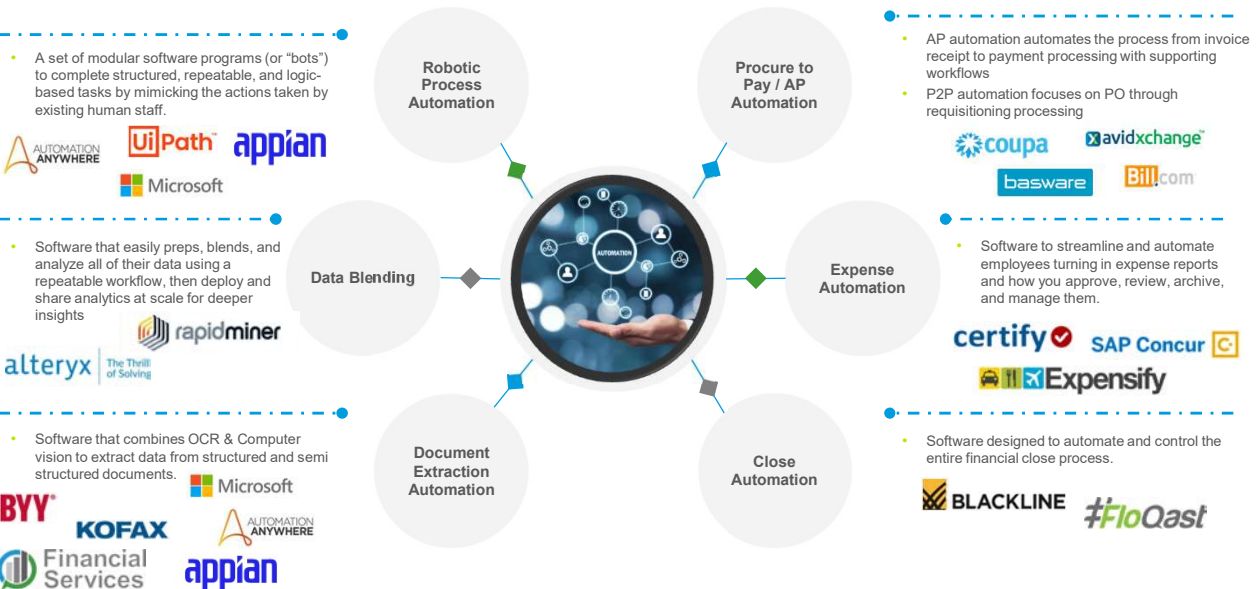 • A set of modular software programs (or “bots”)
to complete structured, repeatable, and logic-
based tasks by mimicking the actions taken by
existing human staff.
AUTOMATION
ANYWHERE
UiPath™
appian
Microsoft
Robotic
Process
Automation
Procure to
Pay / AP
Automation
• AP automation automates the process from invoice
receipt to payment processing with supporting
workflows
• P2P automation focuses on PO through
requisitioning processing
coupa
avidxchange™
basware
Bill.com
• Software that easily preps, blends, and
analyze all of their data using a
repeatable workflow, then deploy and
share analytics at scale for deeper
insights
rapidminer
alteryx
The Thrill
of Solving
Data Blending
AUTOMATION
Expense
Automation
• Software to streamline and automate
employees turning in expense reports
and how you approve, review, archive,
and manage them.
certify
SAP Concur C
Expensify
• Software that combines OCR & Computer
vision to extract data from structured and semi
structured documents.
Microsoft
BYY®
KOFAX
AUTOMATION
ANYWHERE
Financial
Services
appian
Document
Extraction
Automation
Close
Automation
• Software designed to automate and control the
entire financial close process.
BLACKLINE
#FloQast